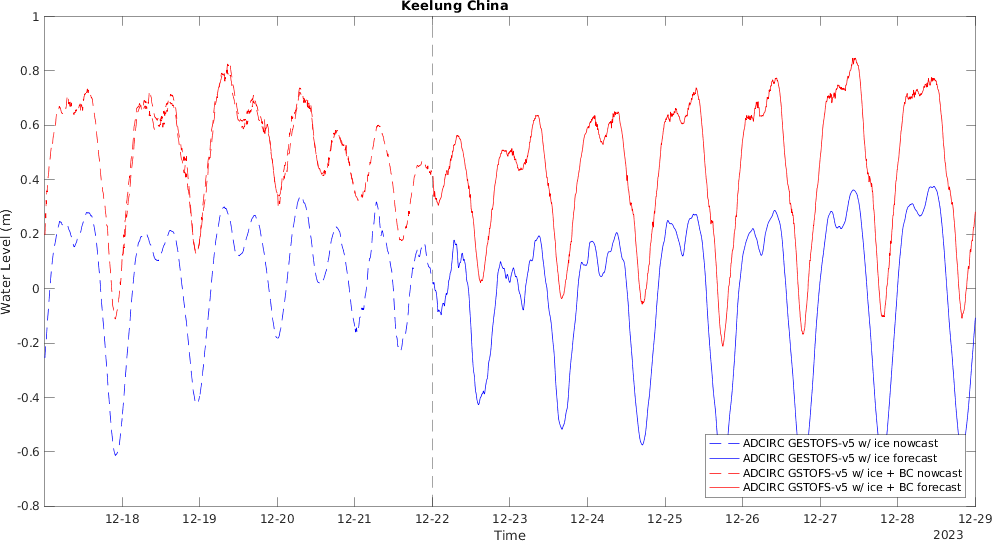 Keelung China
Water Level (m)
1
0.8
0.6
0.4
0.2
0
-0.2
-0.4
-0.6
-0.8
ADCIRC GESTOFS-v5 w/ ice nowcast
ADCIRC GESTOFS-v5 w/ ice forecast
ADCIRC GSTOFS-v5 w/ ice + BC nowcast
ADCIRC GSTOFS-v5 w/ ice + BC forecast
12-18 12-19 12-20 12-21 12-22 12-23 12-24 12-25 12-26 12-27 12-28 12-29
Time
2023